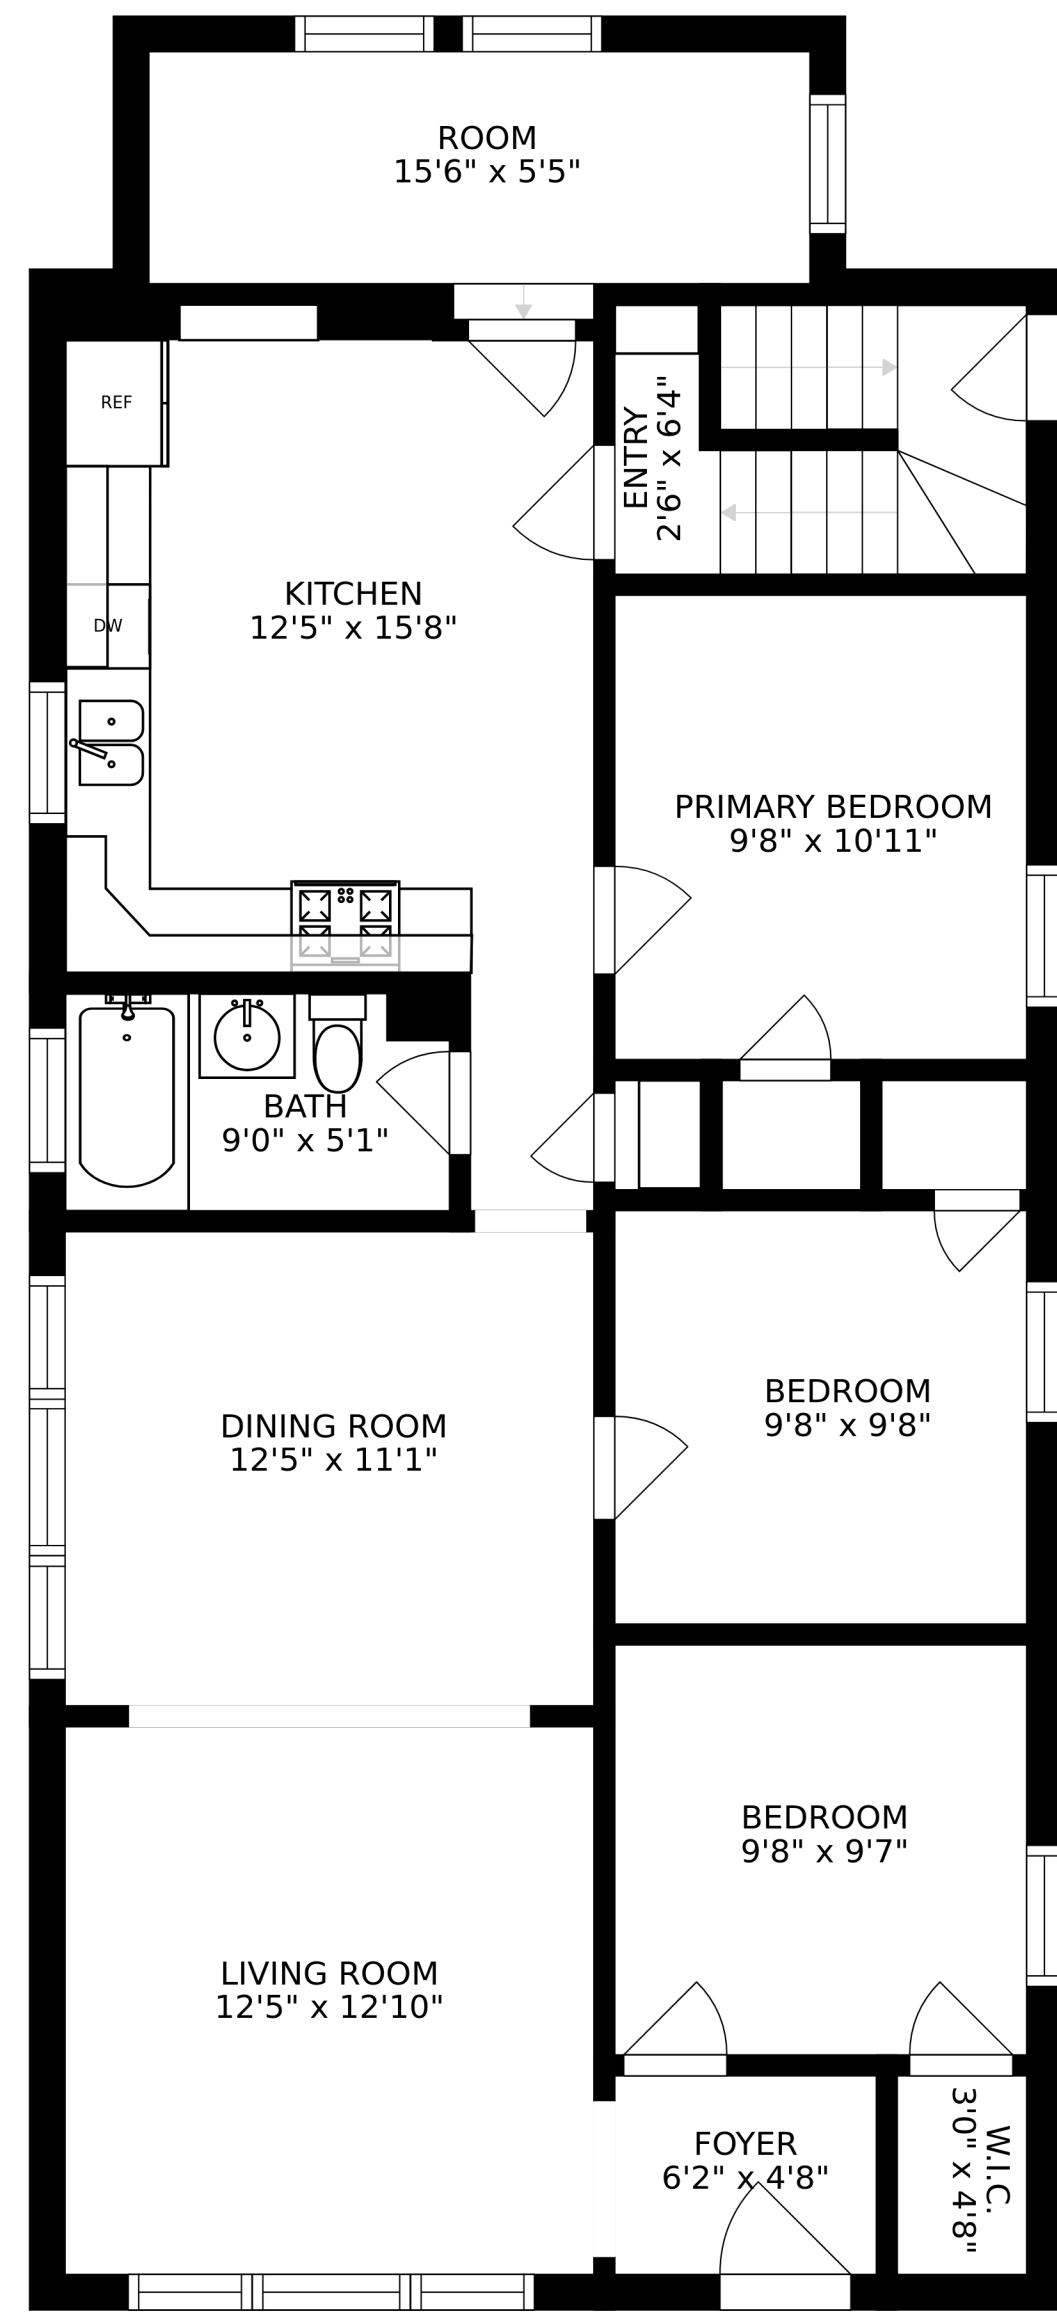 ROOM
15'6" x 5'5"
REF
ENTRY
2'6" x 6'4"
KITCHEN
12'5" x 15'8"
DW
PRIMARY BEDROOM
9'8" x 10'11"
BATH
9'0" x 5'1"
BEDROOM
9'8" x 9'8"
DINING ROOM
12'5" x 11'1"
BEDROOM
9'8" x 9'7"
LIVING ROOM
12'5" x 12'10"
FOYER
6'2" x 4'8"
W.I.C.
3'0" x 4'8"